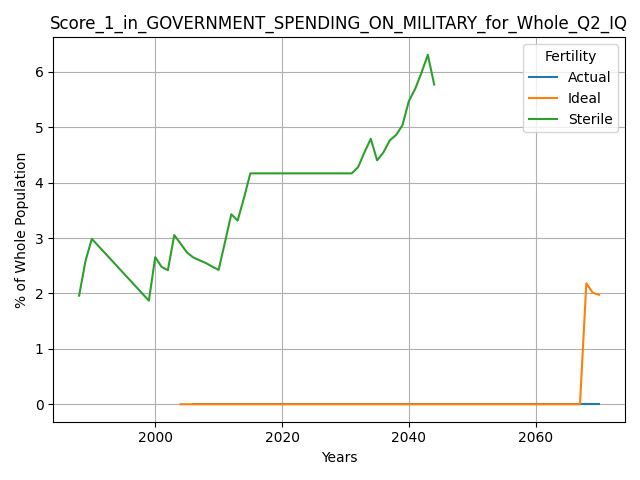 Score_1_in_GOVERNMENT_SPENDING_ON_MILITARY_for_Whole_Q2_IQ
Fertility
Actual
Ideal
Sterile
% of Whole Population
6
5
4
3
2
1
0
2000 2020 2040 2060
Years